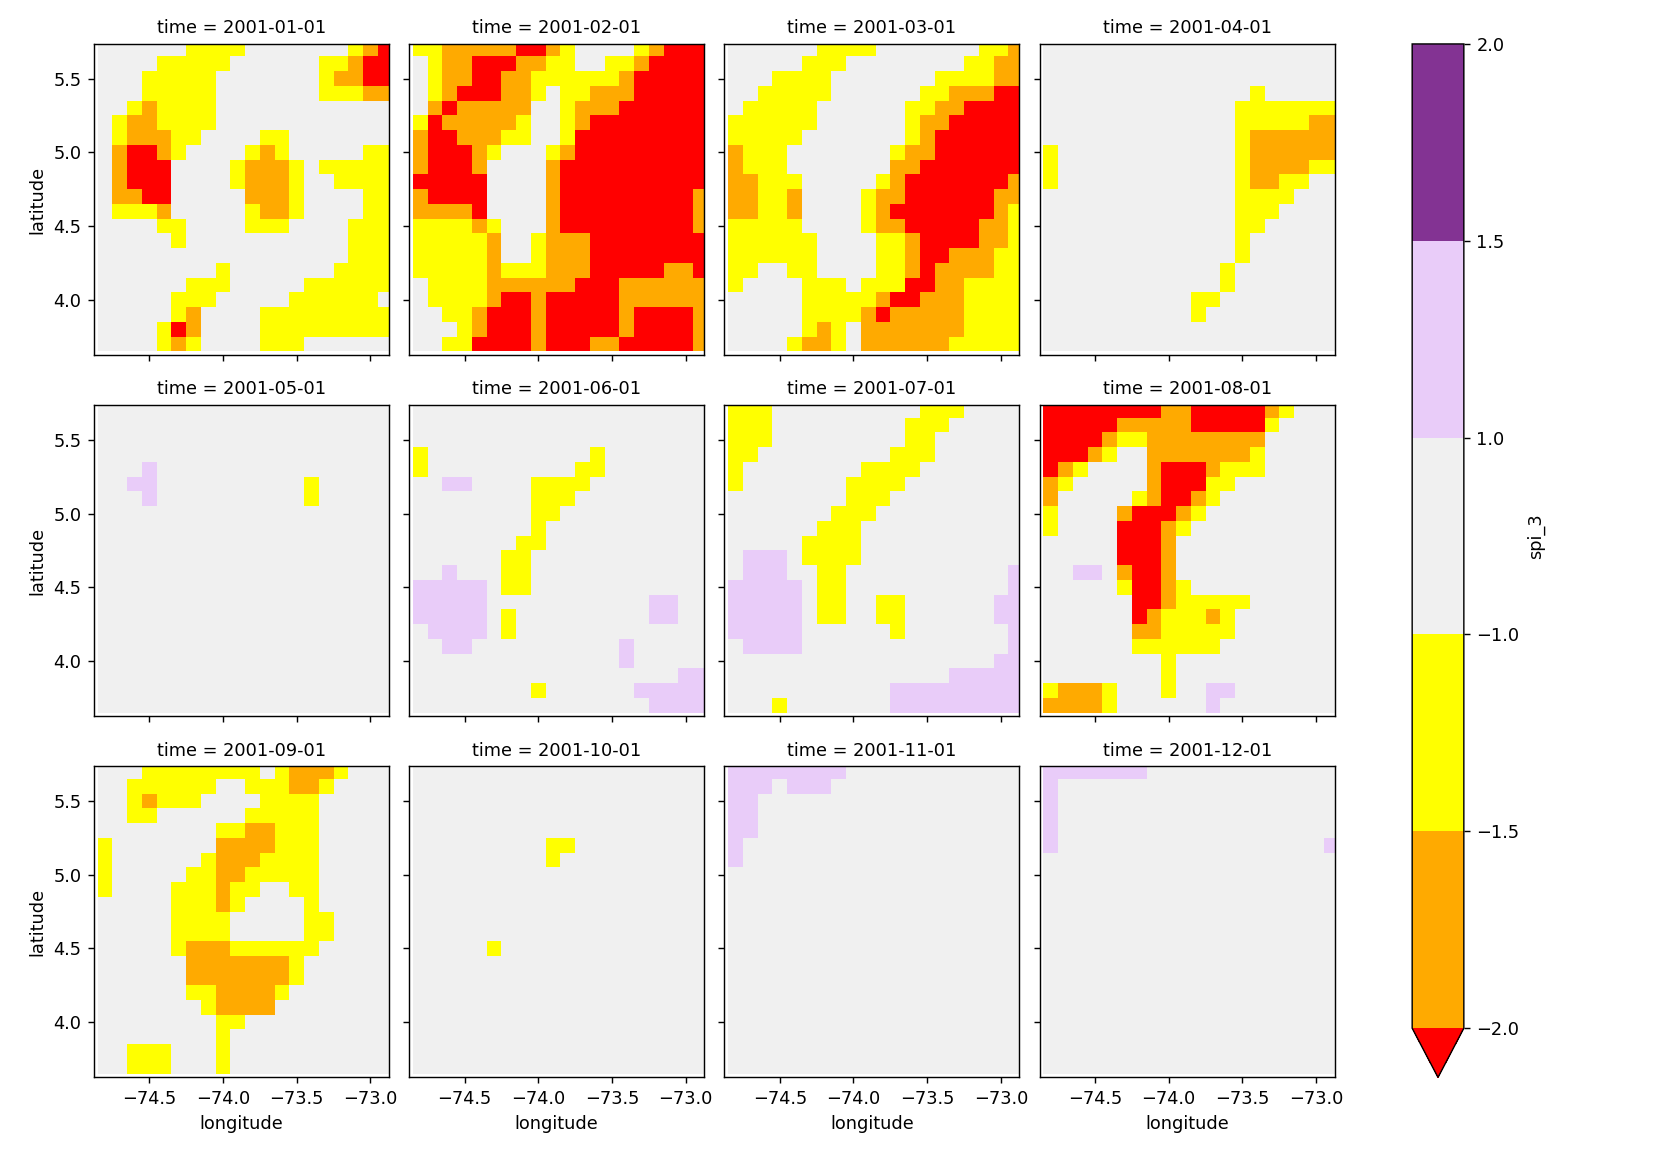 time = 2001-01-01
time = 2001-02-01
time = 2001-03-01
time = 2001-04-01
latitude
5.5
5.0
4.5
4.0
time = 2001-05-01
time = 2001-06-01
time = 2001-07-01
time = 2001-08-01
latitude
5.5
5.0
4.5
4.0
time = 2001-09-01
time = 2001-10-01
time = 2001-11-01
time = 2001-12-01
latitude
5.5
5.0
4.5
4.0
−74.5 −74.0 −73.5 −73.0
longitude
−74.5 −74.0 −73.5 −73.0
longitude
−74.5 −74.0 −73.5 −73.0
longitude
−74.5 −74.0 −73.5 −73.0
longitude
2.0
1.5
1.0
−1.0
−1.5
−2.0
spi_3